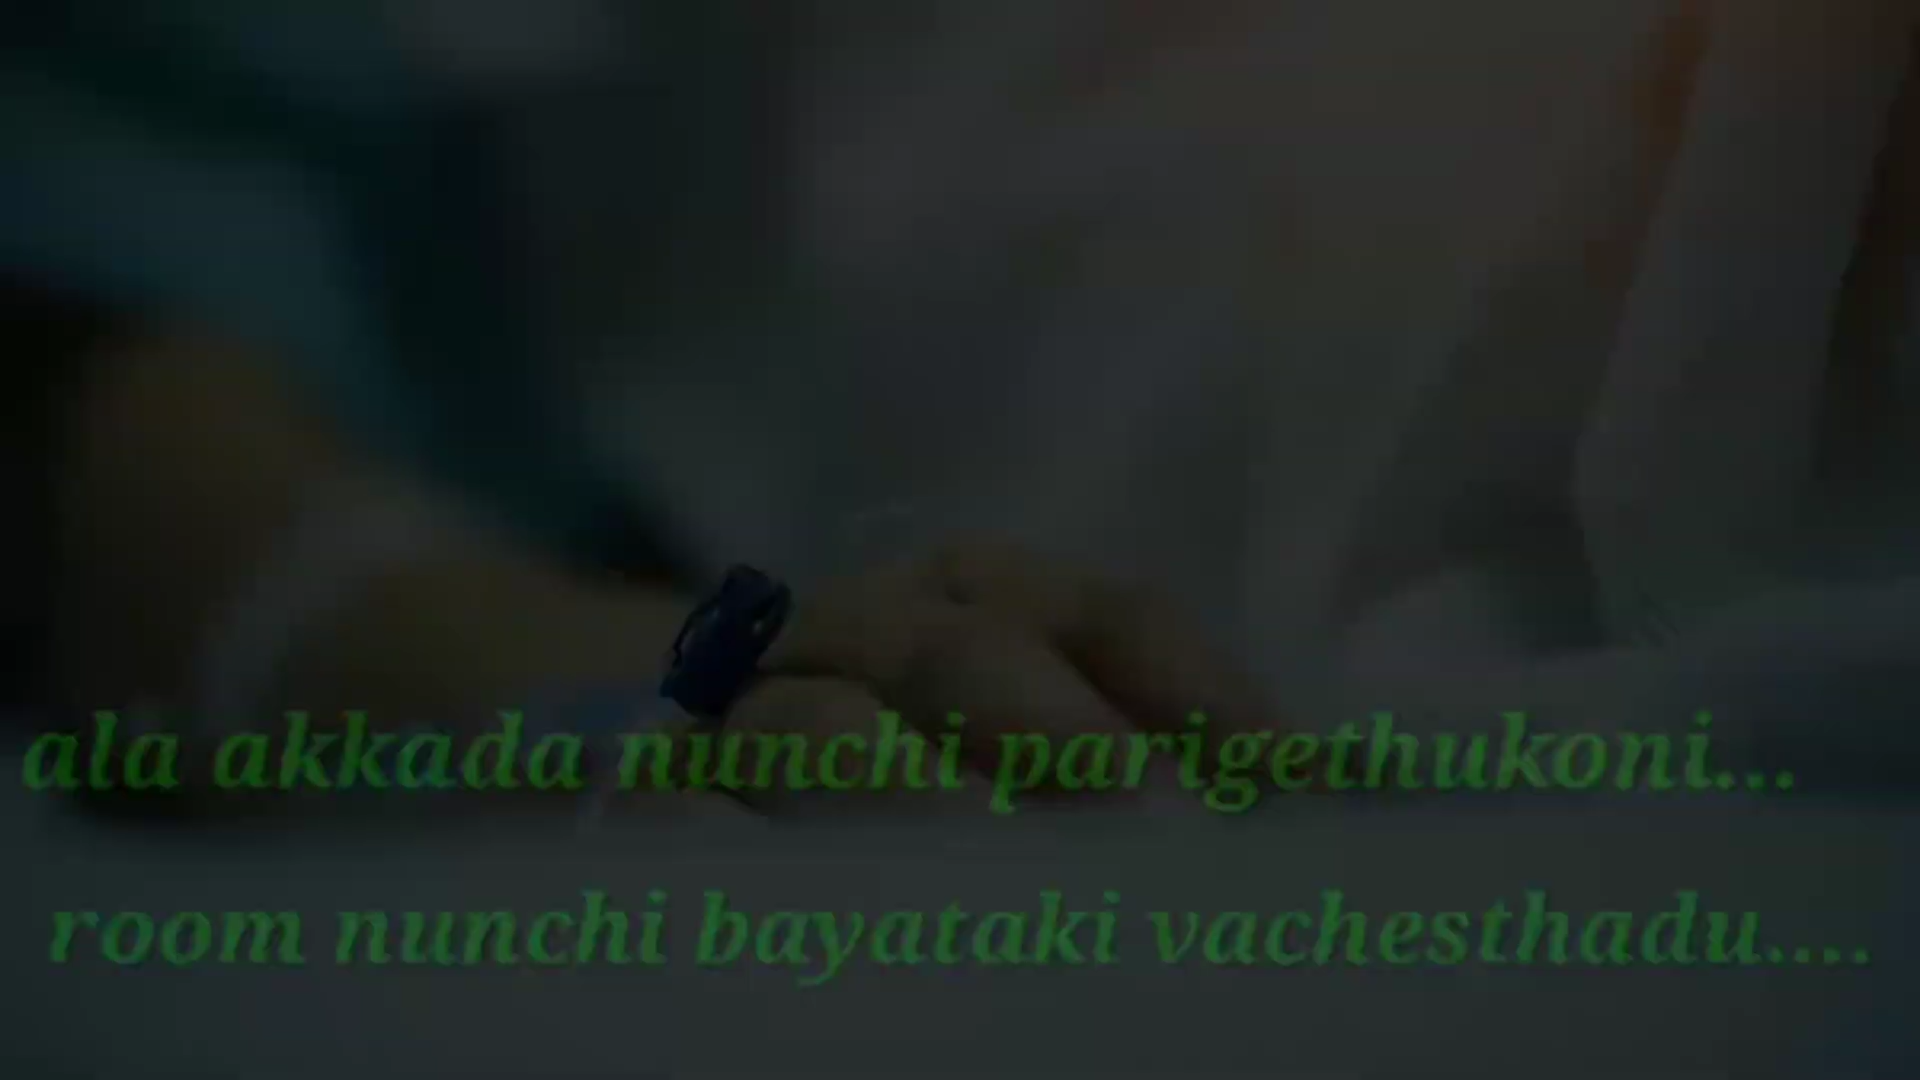 ala akkada nunchi parigethukoni...
room nunchi bayataki vachesthadu....